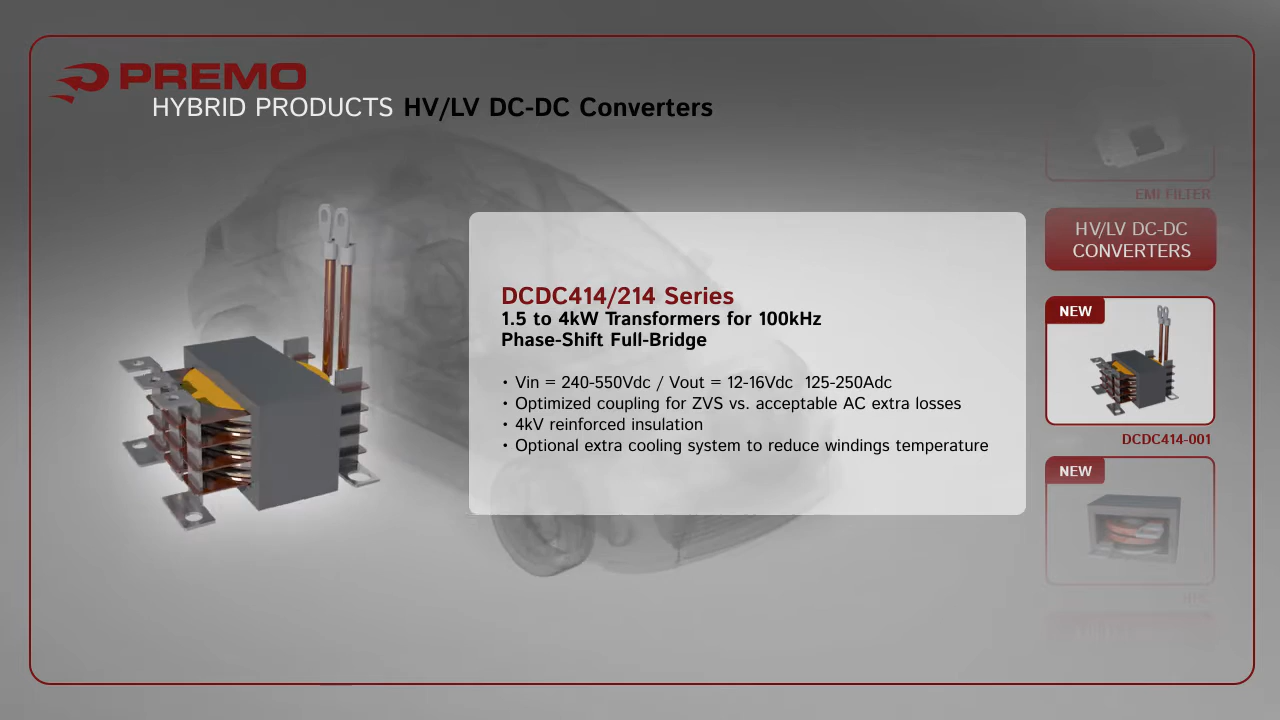 PREMO
HYBRID PRODUCTS HV/LV DC-DC Converters
EMI FILTER
HV/LV DC-DC
CONVERTERS
DCDC414/214 Series
1.5 to 4kW Transformers for 100kHz
Phase-Shift Full-Bridge
• Vin = 240-550Vdc / Vout = 12-16Vdc  125-250Adc
• Optimized coupling for ZVS vs. acceptable AC extra losses
• 4kV reinforced insulation
• Optional extra cooling system to reduce windings temperature
NEW
DCDC414-001
NEW